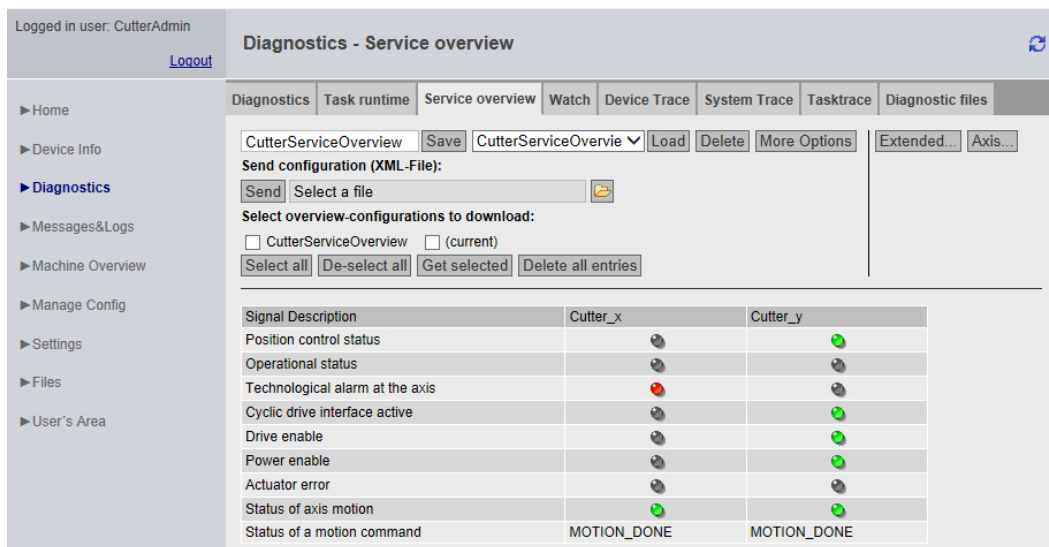 Logged in user: CutterAdmin
Logout
Diagnostics - Service overview
►Home
►Device Info
►Diagnostics
►Messages&Logs
►Machine Overview
►Manage Config
►Settings
►Files
►User´s Area
Diagnostics Task runtime Service overview Watch Device Trace System Trace Tasktrace Diagnostic files
CutterServiceOverview Save CutterServiceOvervie Load Delete More Options Extended... Axis...
Send configuration (XML-File):
Send Select a file
Select overview-configurations to download:
CutterServiceOverview (current)
Select all De-select all Get selected Delete all entries
Signal Description Cutter_x Cutter_y
Position control status
Operational status
Technological alarm at the axis
Cyclic drive interface active
Drive enable
Power enable
Actuator error
Status of axis motion
Status of a motion command MOTION_DONE MOTION_DONE